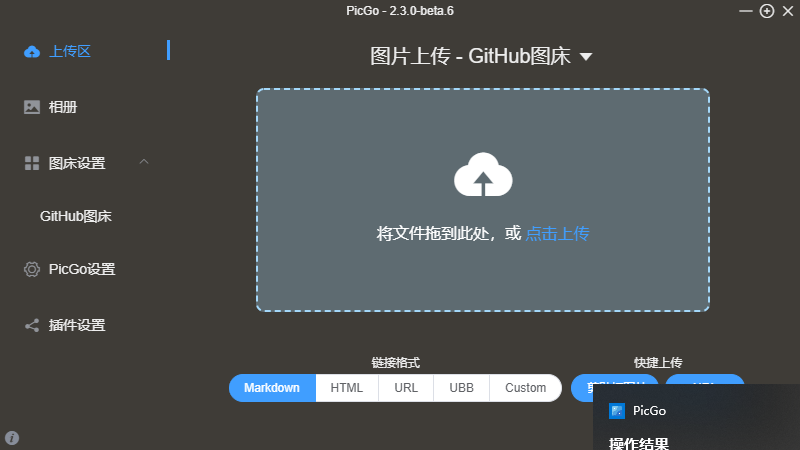 PicGo - 2.3.0-beta.6
上传区
相册
图床设置
GitHub图床
PicGo设置
插件设置
图片上传 - GitHub图床
将文件拖到此处，或 点击上传
链接格式
快捷上传
Markdown
HTML
URL
UBB
Custom
PicGo
操作结果